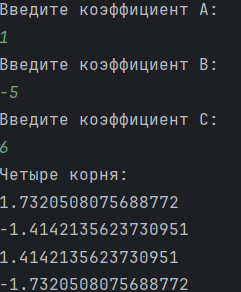 Введите коэффициент А:
1
Введите коэффициент В:
-5
Введите коэффициент С:
6
Четыре корня:
1.7320508075688772
-1.4142135623730951
1.4142135623730951
-1.7320508075688772